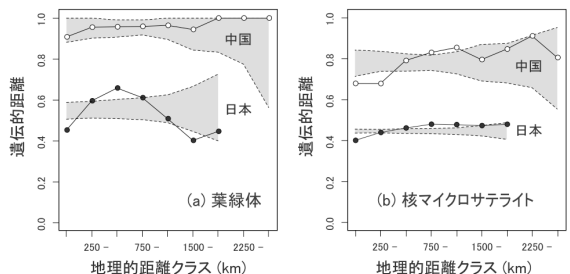 遺伝的距離
1.0
0.8
0.6
0.4
0.2
0.0
中国
日本
(a) 葉緑体
250 −
750 −
1500 −
2250 −
地理的距離クラス (km)
遺伝的距離
1.0
0.8
0.6
0.4
0.2
0.0
中国
日本
(b) 核マイクロサテライト
250 −
750 −
1500 −
2250 −
地理的距離クラス (km)